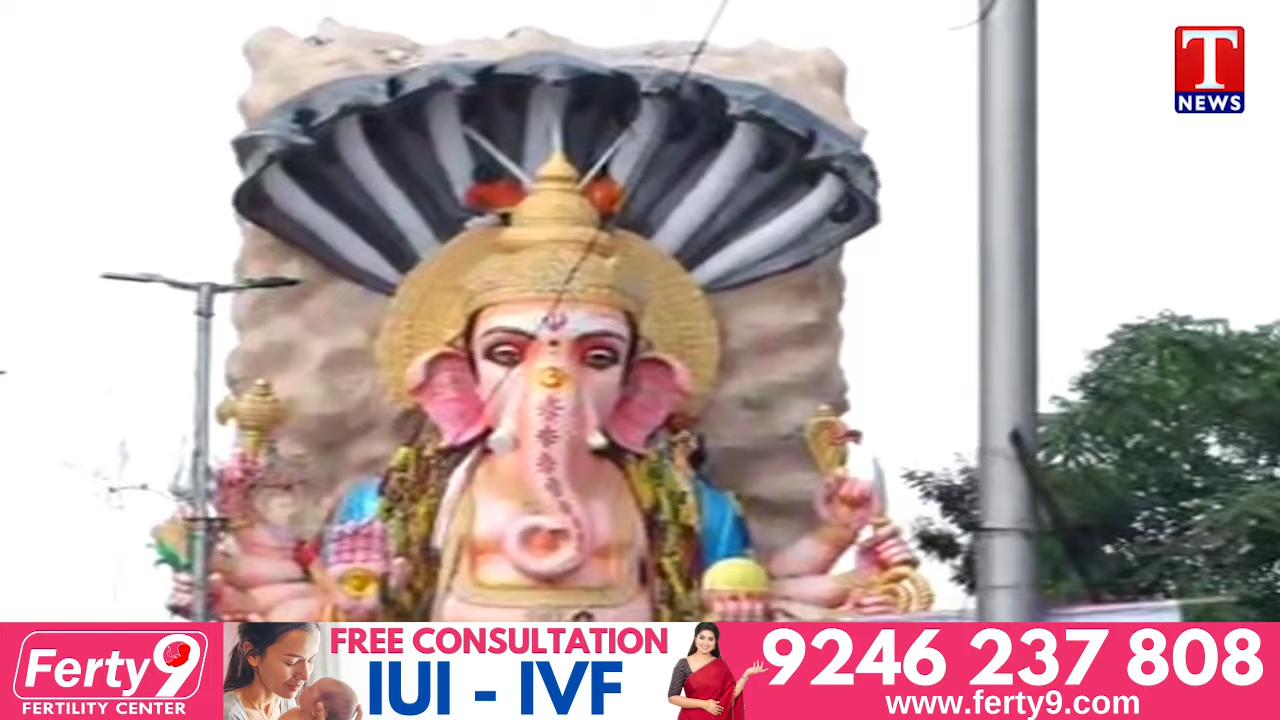 T
NEWS
Ferty9
FERTILITY CENTER
FREE CONSULTATION
IUI - IVF
9246 237 808
www.ferty9.com